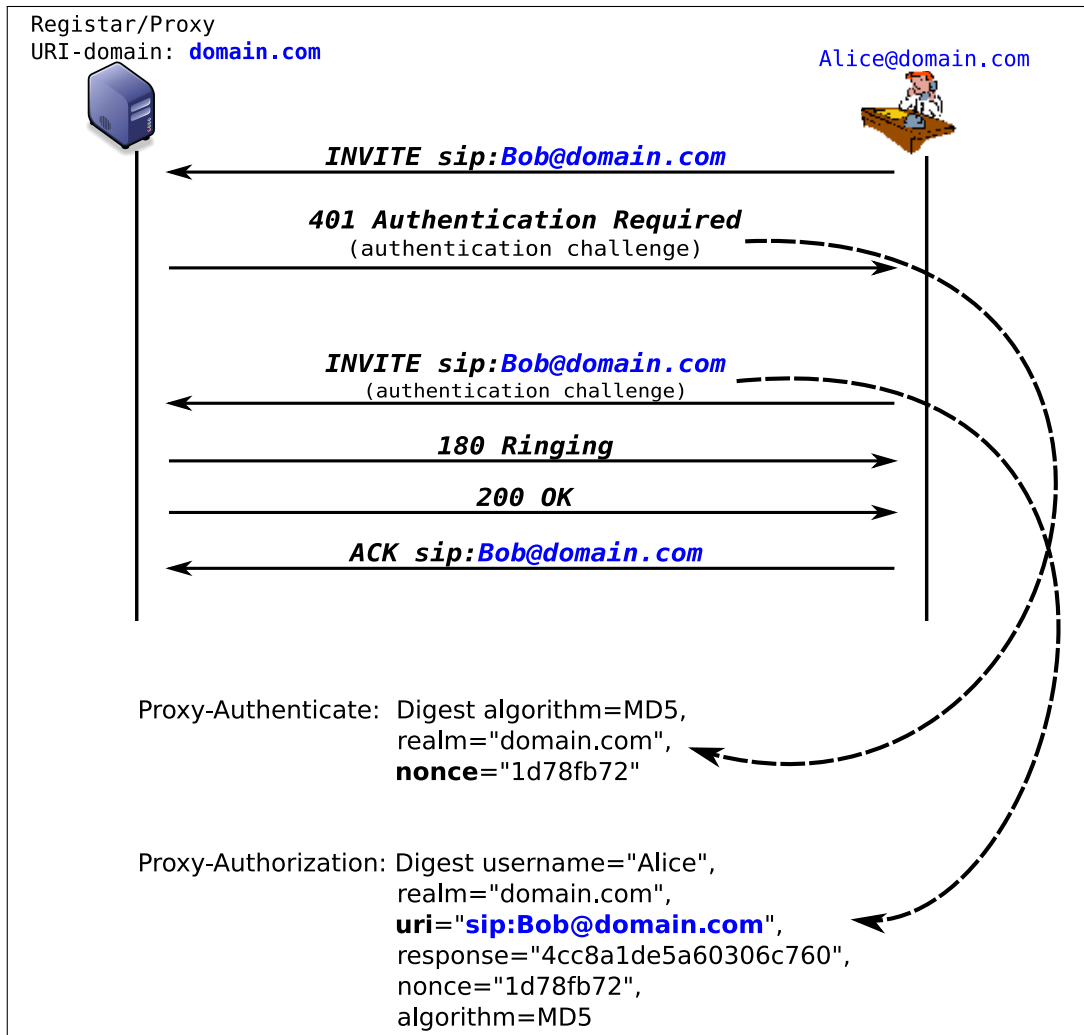 Registar/Proxy
URI-domain: domain.com
Alice@domain.com
INVITE sip:Bob@domain.com
401 Authentication Required
(authentication challenge)
INVITE sip:Bob@domain.com
(authentication challenge)
180 Ringing
200 OK
ACK sip:Bob@domain.com
Proxy-Authenticate: Digest algorithm=MD5,
realm="domain.com",
nonce="1d78fb72"
Proxy-Authorization: Digest username="Alice",
realm="domain.com",
uri="sip:Bob@domain.com",
response="4cc8a1de5a60306c760",
nonce="1d78fb72",
algorithm=MD5